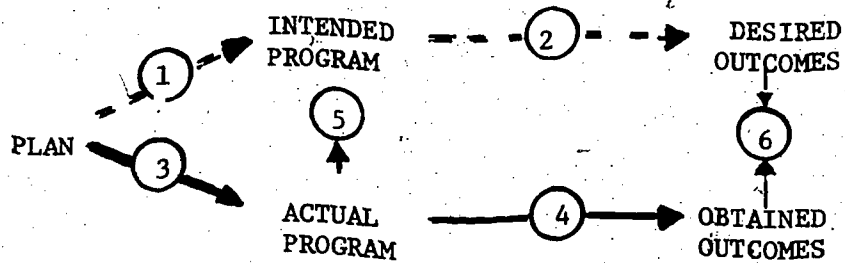 INTENDED
PROGRAM
2
DESIRED
OUTCOMES
1
5
6
PLAN
3
ACTUAL
PROGRAM
4
OBTAINED
OUTCOMES